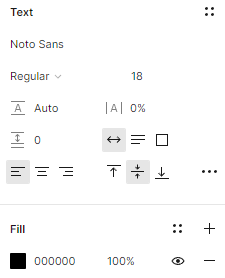 Text
Noto Sans
Regular 18
A Auto |A| 0%
0
Fill
000000 100%